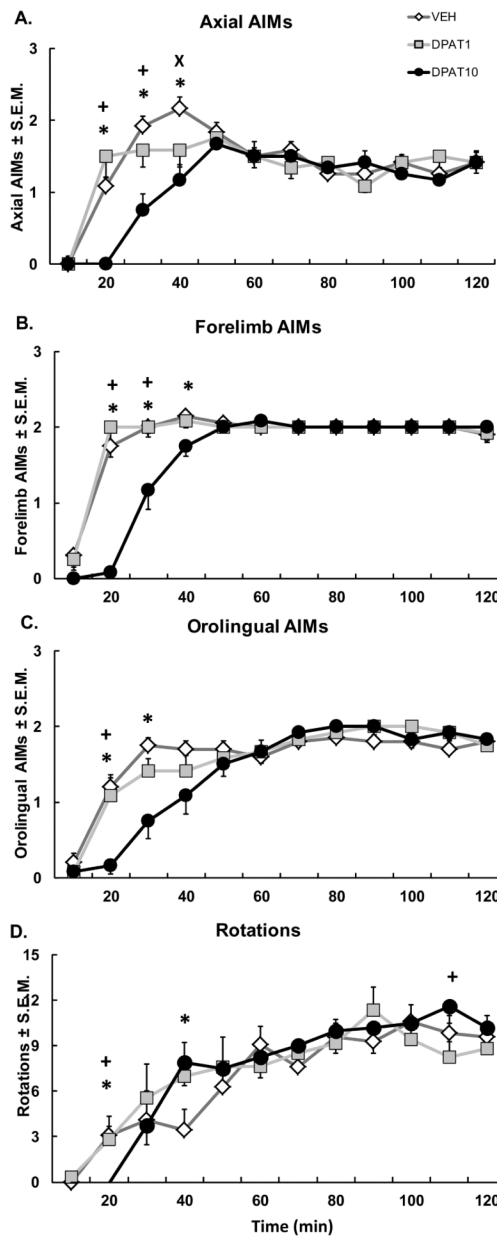 A.
Axial AIMs
VEH
DPAT1
DPAT10
X
+ + *
* *
Axial AIMs ± S.E.M.
3
2
1
0
20 40 60 80 100 120
B.
Forelimb AIMs
Forelimb AIMs ± S.E.M.
3
+ + *
* *
2
1
0
20 40 60 80 100 120
C.
Orolingual AIMs
Orolingual AIMs ± S.E.M.
3
+ *
*
2
1
0
20 40 60 80 100 120
D.
Rotations
Rotations ± S.E.M.
15
+
12
*
9
+
*
6
3
0
20 40 60 80 100 120
Time (min)